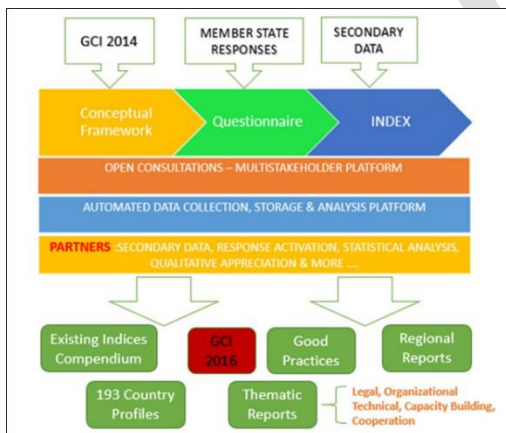 GCI 2014
MEMBER STATE
RESPONSES
SECONDARY
DATA
Conceptual
Framework
Questionnaire
INDEX
OPEN CONSULTATIONS – MULTISTAKEHOLDER PLATFORM
AUTOMATED DATA COLLECTION, STORAGE & ANALYSIS PLATFORM
PARTNERS :SECONDARY DATA, RESPONSE ACTIVATION, STATISTICAL ANALYSIS,
QUALITATIVE APPRECIATION & MORE ....
Existing Indices
Compendium
GCI
2016
Good
Practices
Regional
Reports
193 Country
Profiles
Thematic
Reports
Legal, Organizational
Technical, Capacity Building,
Cooperation